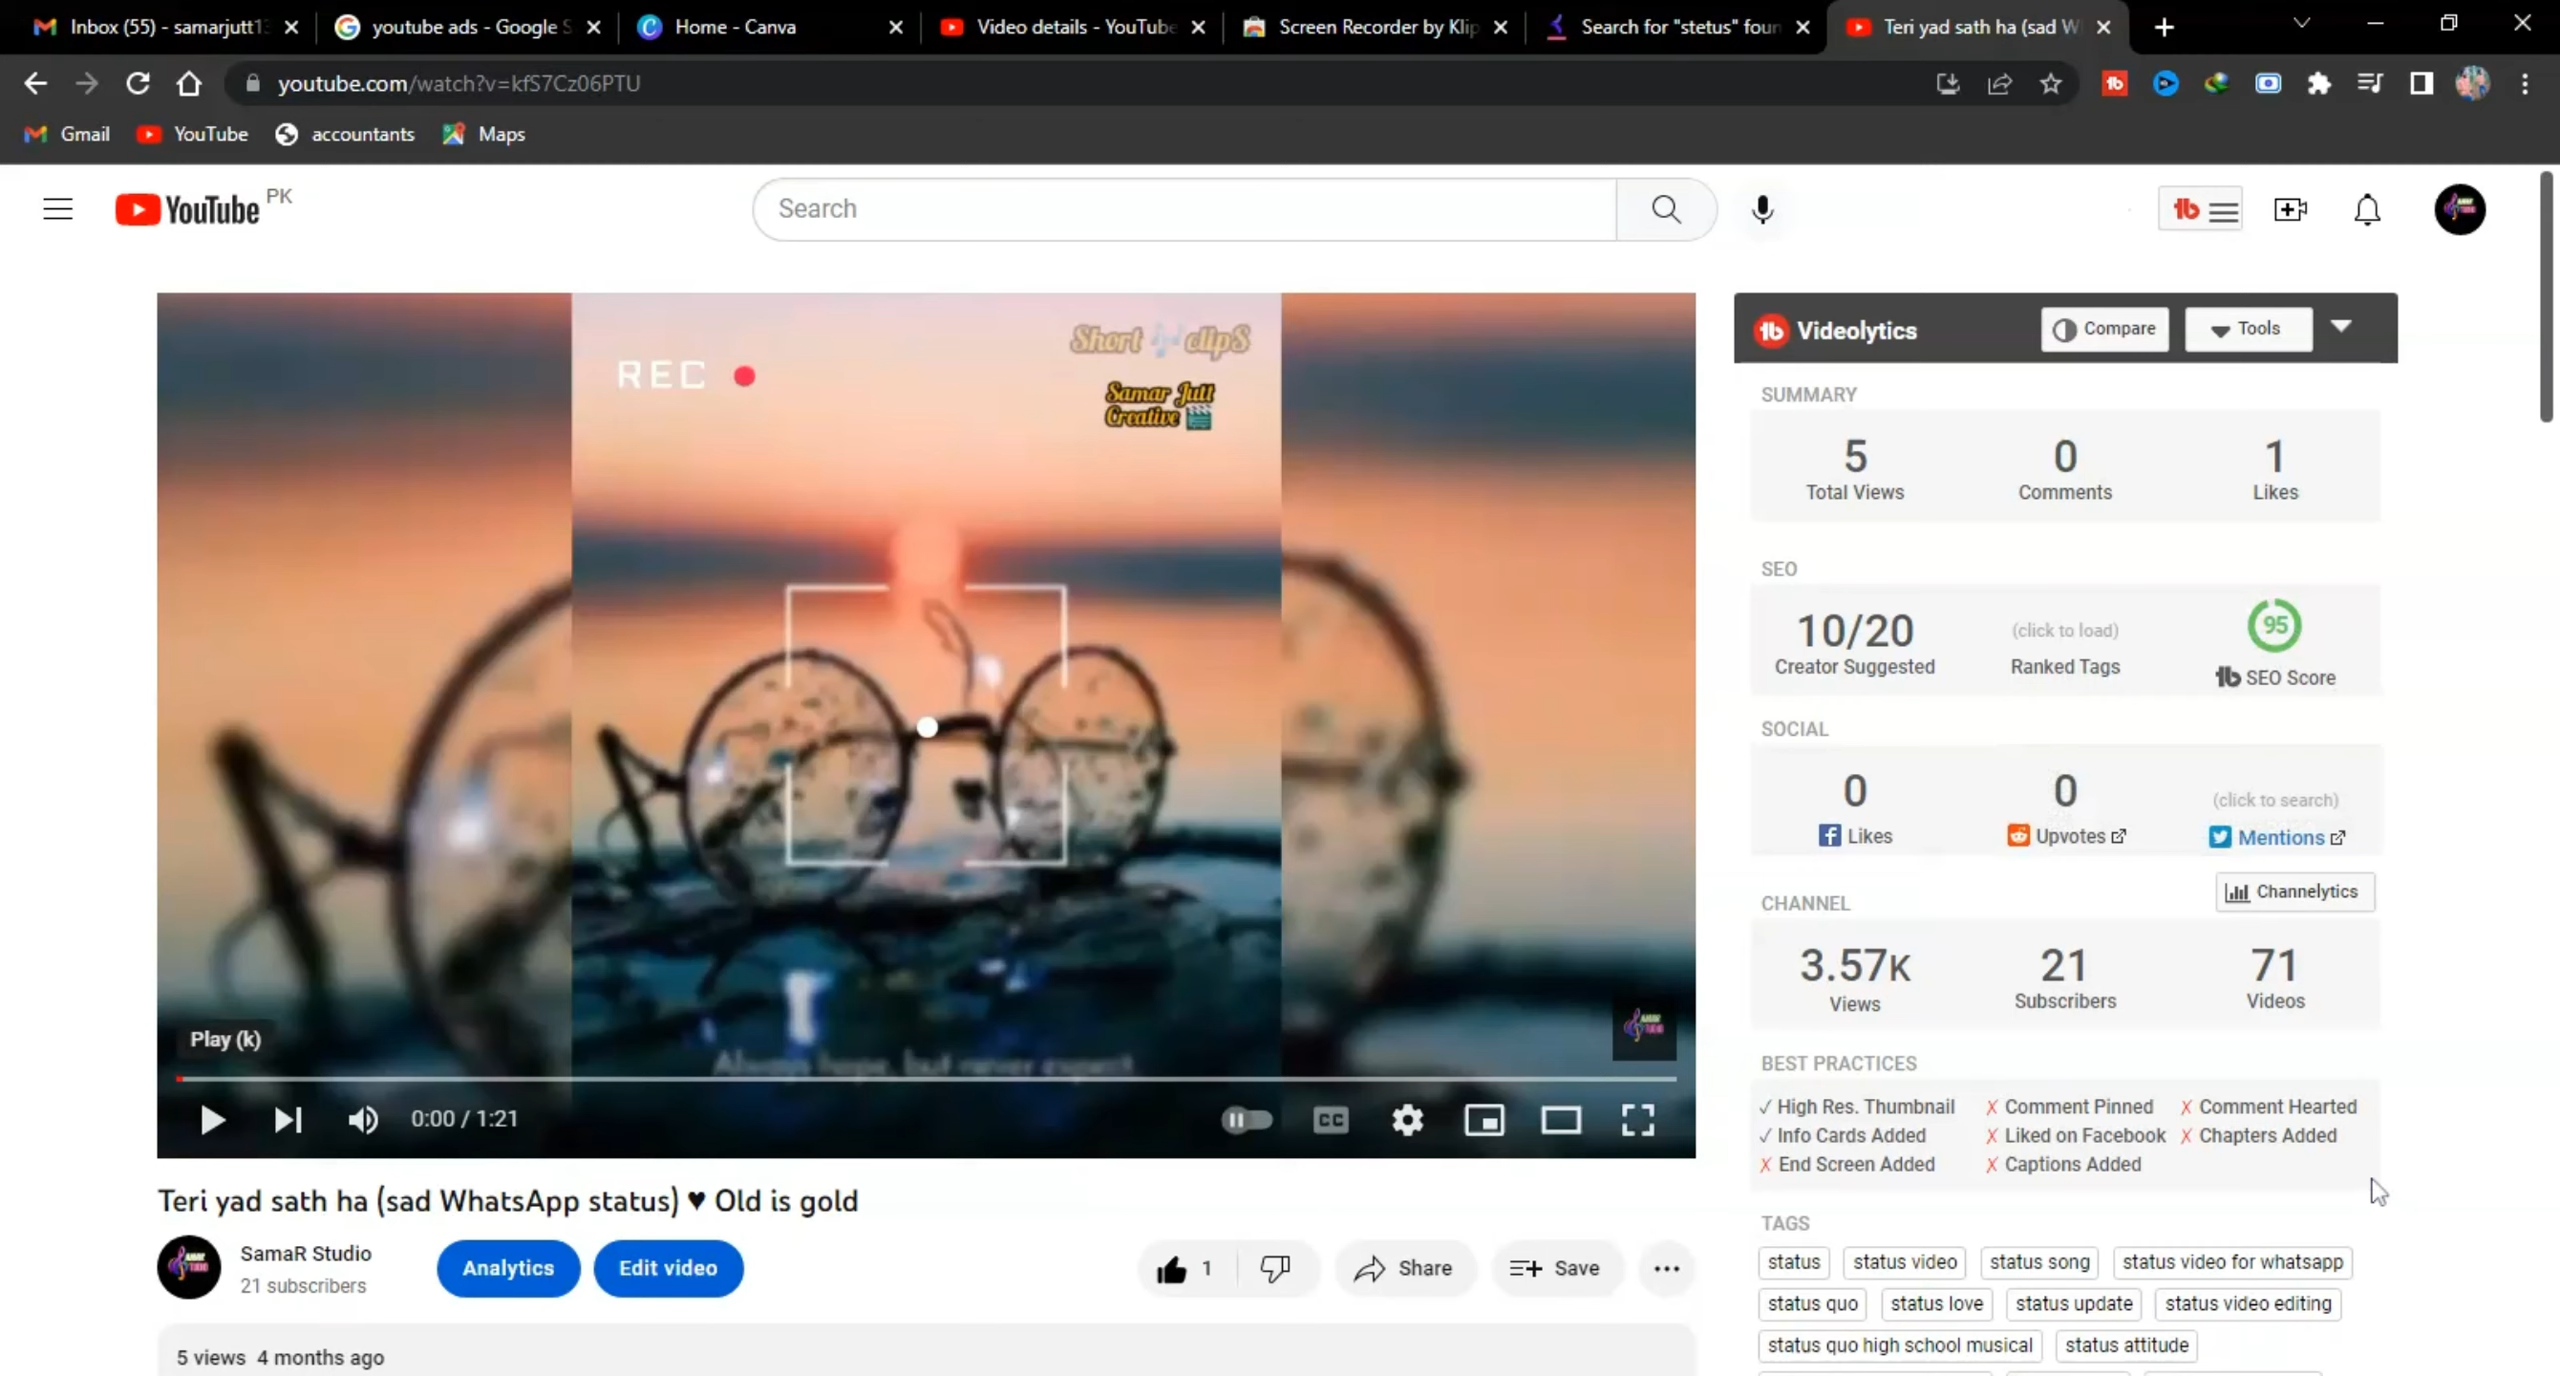 Inbox (55) - samarjutt1
youtube ads - Google S
Home - Canva
Video details - YouTube
Screen Recorder by Klip
Search for "stetus" foun
Teri yad sath ha (sad W
youtube.com/watch?v=kfS7Cz06PTU
Gmail
YouTube
accountants
Maps
YouTube PK
Search
Short clipS
REC
Samar Jutt
Creative
Always hope, but never expect
Play (k)
0:00 / 1:21
CC
Teri yad sath ha (sad WhatsApp status) ♥ Old is gold
SamaR Studio
21 subscribers
Analytics
Edit video
1
Share
Save
5 views 4 months ago
Videolytics
Compare
Tools
SUMMARY
5 0 1
Total Views Comments Likes
SEO
10/20 (click to load) 95
Creator Suggested Ranked Tags SEO Score
SOCIAL
0 0 (click to search)
Likes Upvotes Mentions
Channelytics
CHANNEL
3.57K 21 71
Views Subscribers Videos
BEST PRACTICES
✓ High Res. Thumbnail ✗ Comment Pinned ✗ Comment Hearted
✓ Info Cards Added ✗ Liked on Facebook ✗ Chapters Added
✗ End Screen Added ✗ Captions Added
TAGS
status status video status song status video for whatsapp
status quo status love status update status video editing
status quo high school musical status attitude